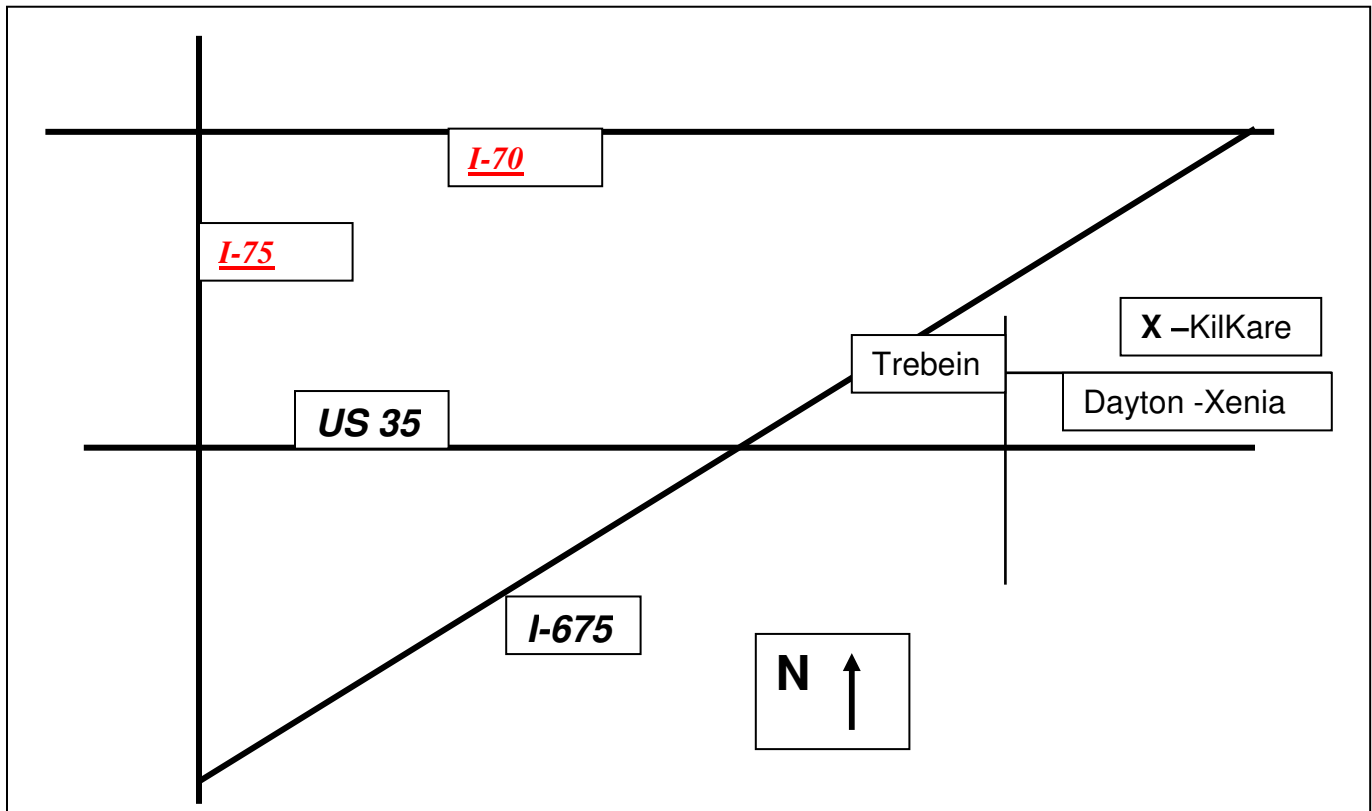 I-70
I-75
X –KilKare
Trebein
Dayton -Xenia
US 35
I-675
N